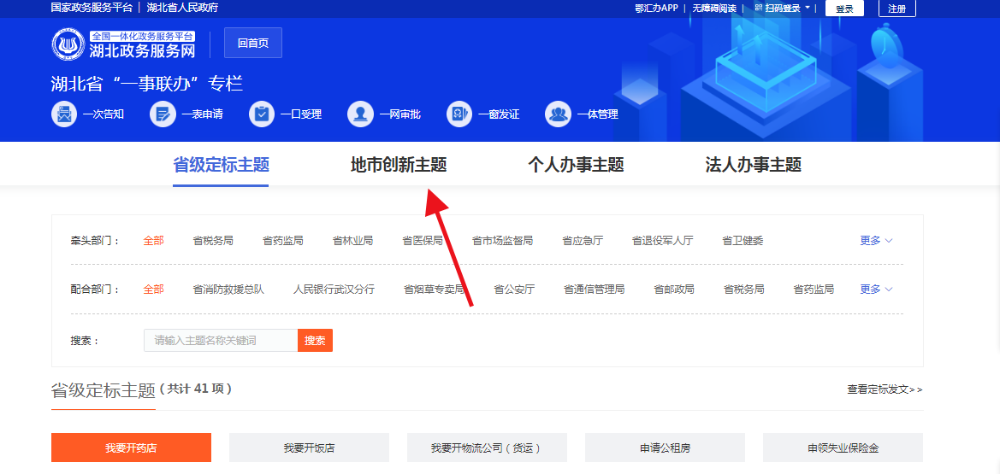 国家政务服务平台 | 湖北省人民政府 鄂汇办APP | 无障碍阅读 | 扫码登录 | 登录 注册
全国一体化政务服务平台
湖北政务服务网
回首页
湖北省“一事联办”专栏
一次告知 一表申请 一口受理 一网审批 一窗发证 一体管理
省级定标主题 地市创新主题 个人办事主题 法人办事主题
牵头部门： 全部 省税务局 省药监局 省林业局 省医保局 省市场监督局 省应急厅 省退役军人厅 省卫健委 更多
配合部门： 全部 省消防救援总队 人民银行武汉分行 省烟草专卖局 省公安厅 省通信管理局 省邮政局 省税务局 省药监局 更多
搜索： 请输入主题名称关键词 搜索
省级定标主题（共计 41 项） 查看定标发文>>
我要开药店 我要开饭店 我要开物流公司（货运） 申请公租房 申领失业保险金